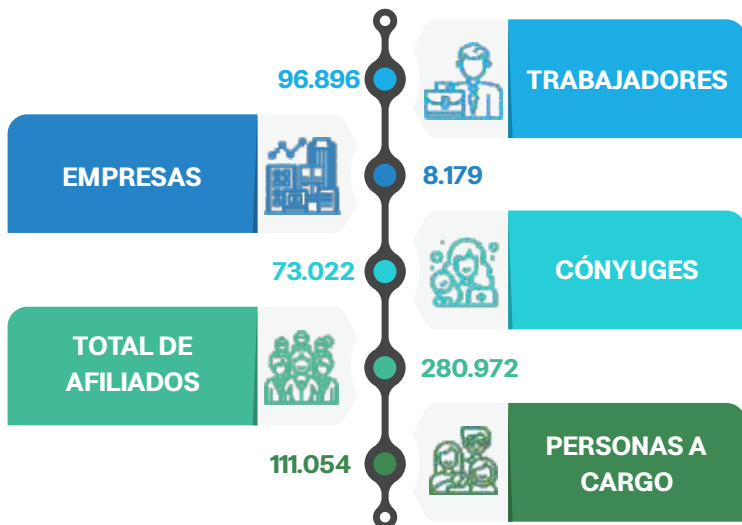 96.896
TRABAJADORES
EMPRESAS
8.179
73.022
CÓNYUGES
TOTAL DE
AFILIADOS
280.972
111.054
PERSONAS A
CARGO